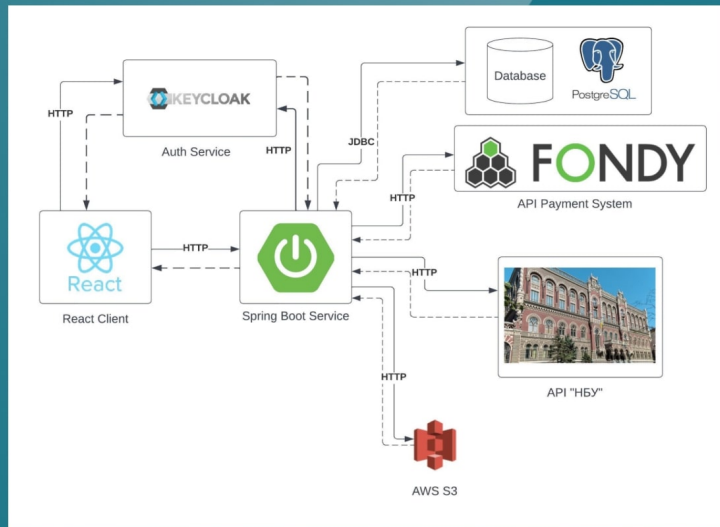 Database
PostgreSQL
HTTP
KEYCLOAK
JDBC
Auth Service
HTTP
FONDY
HTTP
API Payment System
HTTP
React
HTTP
React Client
Spring Boot Service
HTTP
API "НБУ"
AWS S3